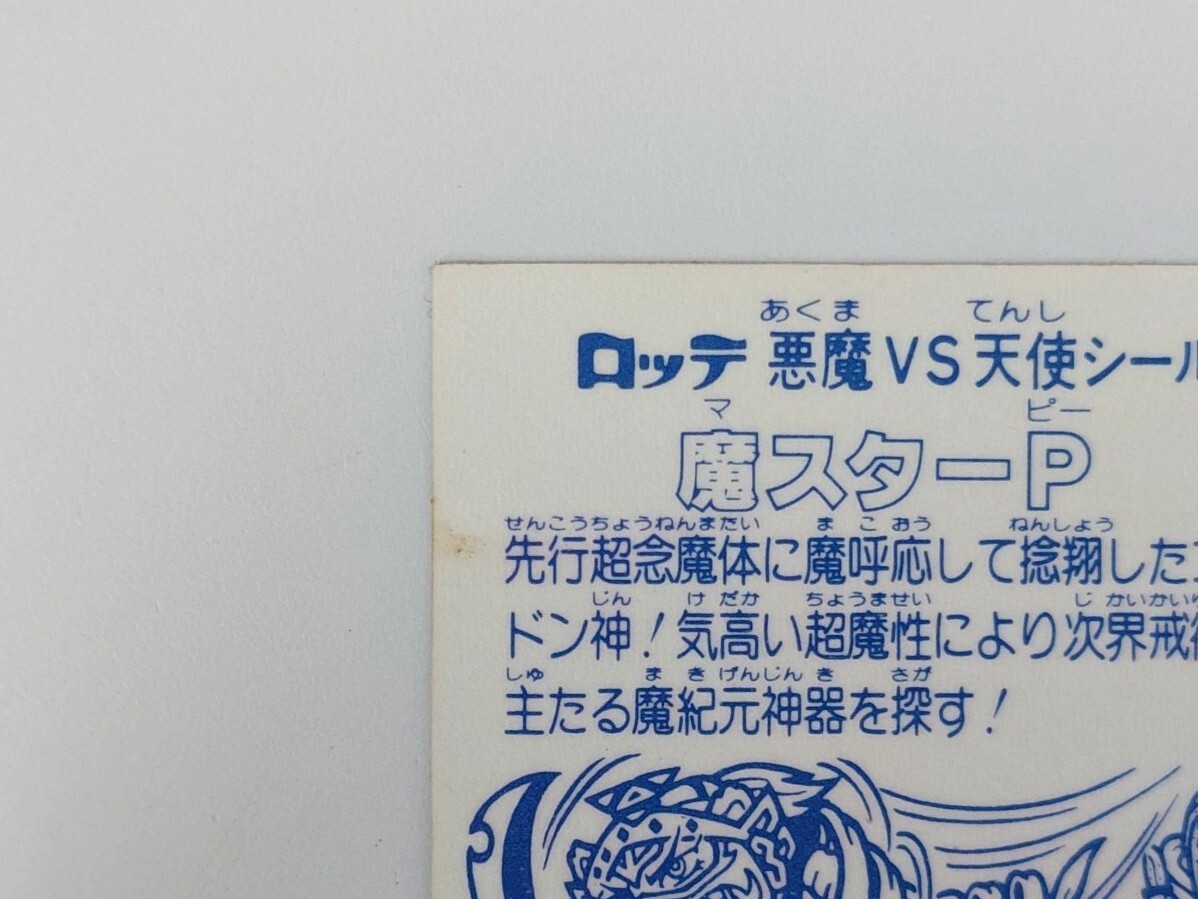 あくま てんし
ロッテ 悪魔VS天使シール
マ ピー
魔スターP
せんこうちょうねんまたい ま こ おう ねんしょう
先行超念魔体に魔呼応して捻翔した
じん け だか ちょうませい じ かいかい
ドン神!気高い超魔性により次界戒
しゅ ま き げんじん き さが
主たる魔紀元神器を探す!